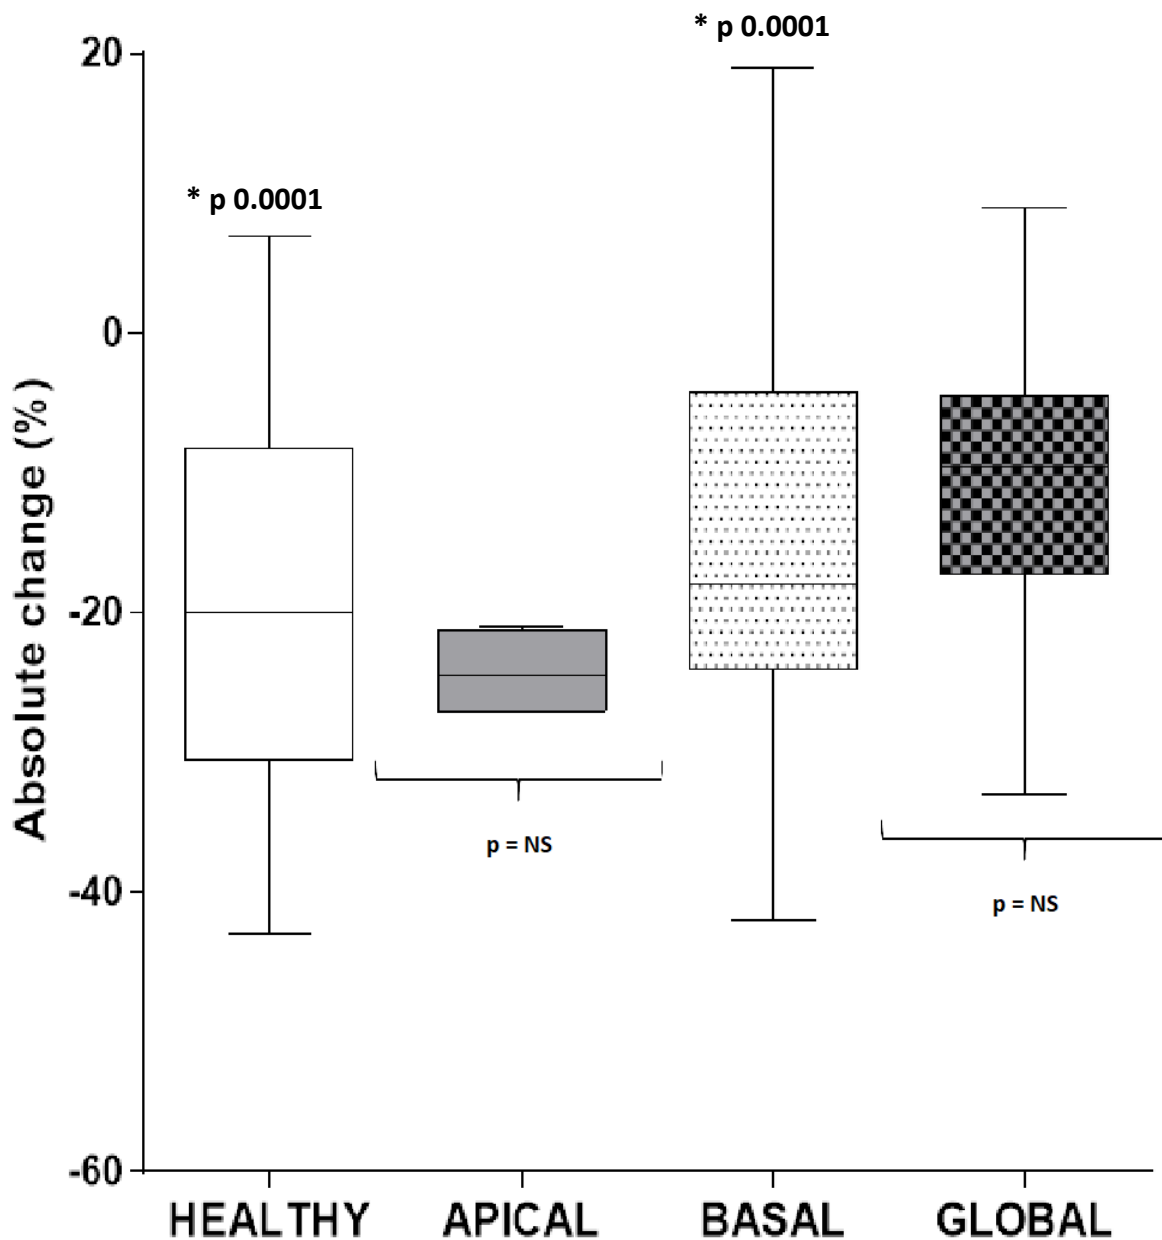 * p 0.0001
* p 0.0001
20
0
-20
-40
-60
Absolute change (%)
p = NS
p = NS
HEALTHY
APICAL
BASAL
GLOBAL